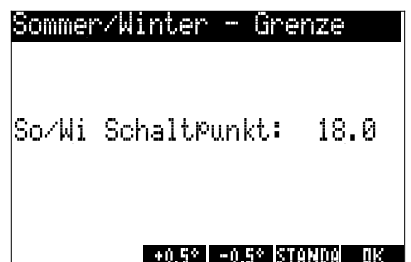 Sommer/Winter - Grenze
So/Wi Schaltpunkt: 18.0
+0.5° -0.5° STANDA OK